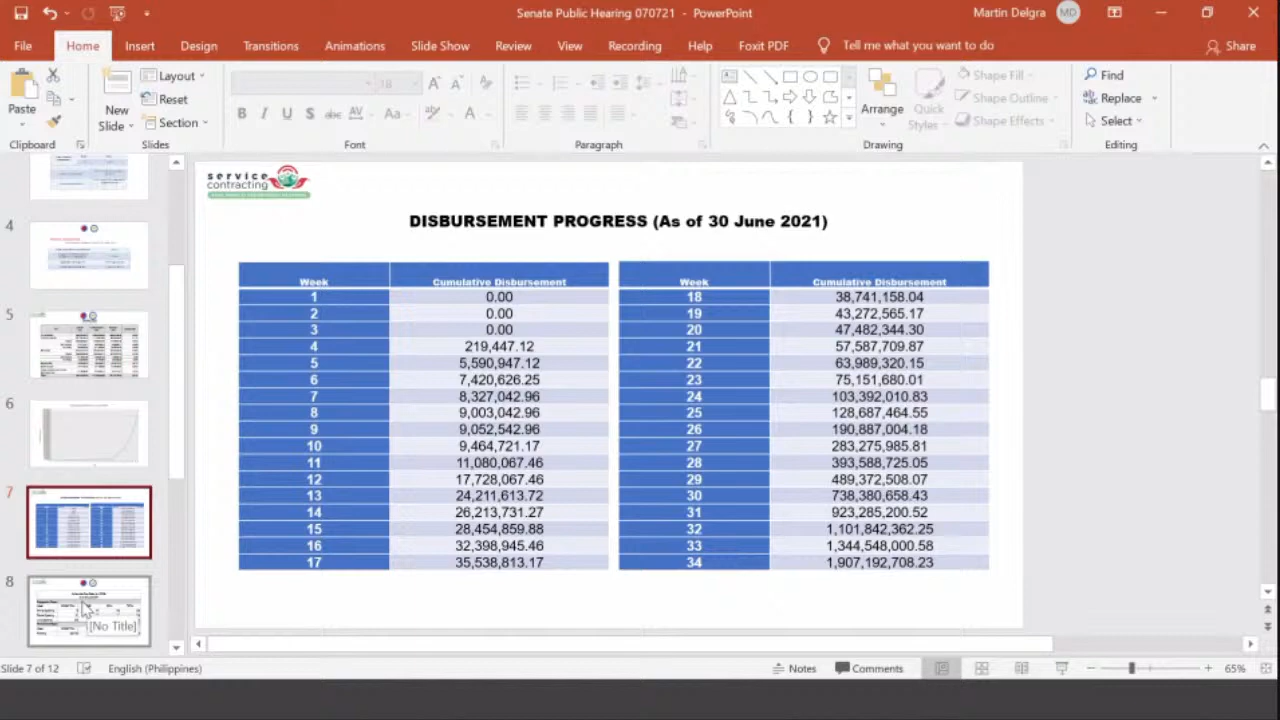 Senate Public Hearing 070721 - PowerPoint
Martin Delgra MD
File Home Insert Design Transitions Animations Slide Show Review View Recording Help Foxit PDF Tell me what you want to do Share
Paste
New Slide
Layout
Reset
Section
18
Arrange
Quick Styles
Shape Fill
Shape Outline
Shape Effects
Find
Replace
Select
Clipboard Slides Font Paragraph Drawing Editing
4
5
6
7
8
[No Title]
service contracting
DISBURSEMENT PROGRESS (As of 30 June 2021)
Week Cumulative Disbursement
1 0.00
2 0.00
3 0.00
4 219,447.12
5 5,590,947.12
6 7,420,626.25
7 8,327,042.96
8 9,003,042.96
9 9,052,542.96
10 9,464,721.17
11 11,080,067.46
12 17,728,067.46
13 24,211,613.72
14 26,213,731.27
15 28,454,859.88
16 32,398,945.46
17 35,538,813.17
Week Cumulative Disbursement
18 38,741,158.04
19 43,272,565.17
20 47,482,344.30
21 57,587,709.87
22 63,989,320.15
23 75,151,680.01
24 103,392,010.83
25 128,687,464.55
26 190,887,004.18
27 283,275,985.81
28 393,588,725.05
29 489,372,508.07
30 738,380,658.43
31 923,285,200.52
32 1,101,842,362.25
33 1,344,548,000.58
34 1,907,192,708.23
Slide 7 of 12 English (Philippines) Notes Comments 65%